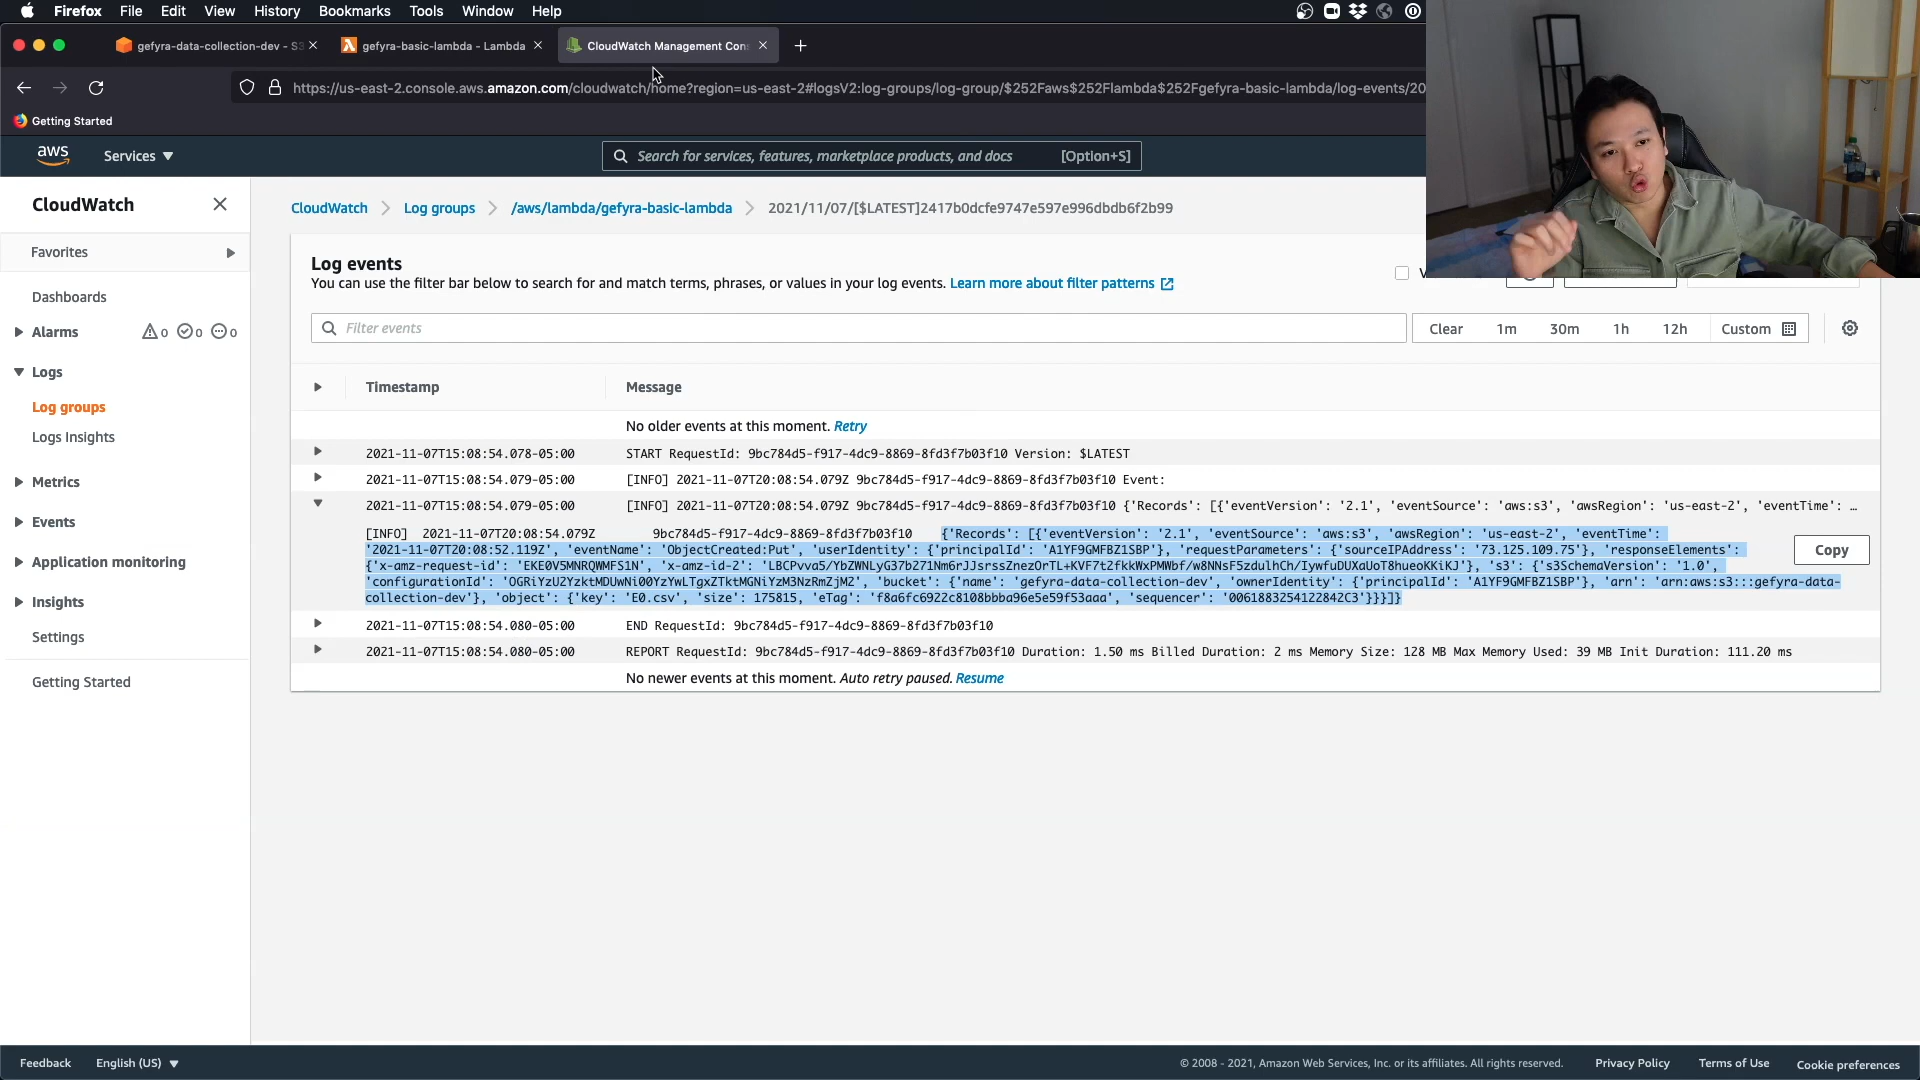 Firefox File Edit View History Bookmarks Tools Window Help
gefyra-data-collection-dev - S3
gefyra-basic-lambda - Lambda
CloudWatch Management Con
https://us-east-2.console.aws.amazon.com/cloudwatch/home?region=us-east-2#logsV2:log-groups/log-group/$252Faws$252Flambda$252Fgefyra-basic-lambda/log-events/20
Getting Started
aws Services Search for services, features, marketplace products, and docs [Option+S]
CloudWatch
Favorites
Dashboards
Alarms 0 0 0
Logs
Log groups
Logs Insights
Metrics
Events
Application monitoring
Insights
Settings
Getting Started
CloudWatch Log groups /aws/lambda/gefyra-basic-lambda 2021/11/07/[$LATEST]2417b0dcfe9747e597e996dbdb6f2b99
Log events
You can use the filter bar below to search for and match terms, phrases, or values in your log events. Learn more about filter patterns
Filter events
Clear 1m 30m 1h 12h Custom
Timestamp Message
No older events at this moment. Retry
2021-11-07T15:08:54.078-05:00 START RequestId: 9bc784d5-f917-4dc9-8869-8fd3f7b03f10 Version: $LATEST
2021-11-07T15:08:54.079-05:00 [INFO] 2021-11-07T20:08:54.079Z 9bc784d5-f917-4dc9-8869-8fd3f7b03f10 Event:
2021-11-07T15:08:54.079-05:00 [INFO] 2021-11-07T20:08:54.079Z 9bc784d5-f917-4dc9-8869-8fd3f7b03f10 {'Records': [{'eventVersion': '2.1', 'eventSource': 'aws:s3', 'awsRegion': 'us-east-2', 'eventTime': …
[INFO] 2021-11-07T20:08:54.079Z 9bc784d5-f917-4dc9-8869-8fd3f7b03f10 {'Records': [{'eventVersion': '2.1', 'eventSource': 'aws:s3', 'awsRegion': 'us-east-2', 'eventTime':
'2021-11-07T20:08:52.119Z', 'eventName': 'ObjectCreated:Put', 'userIdentity': {'principalId': 'A1YF9GMFBZ1SBP'}, 'requestParameters': {'sourceIPAddress': '73.125.109.75'}, 'responseElements':
{'x-amz-request-id': 'EKE0V5MNRQWMFS1N', 'x-amz-id-2': 'LBCPvva5/YbZWNLyG37b271Nm6rJJsrssZnezOrTL+KVF7tZfkkWxPMWbf/w8NNsF5zdulhCh/IywfuDUXaUoT8hueoKKiKJ'}, 's3': {'s3SchemaVersion': '1.0',
'configurationId': 'OGRiYzU2YzktMDUwNi00YzYwLTgxZTktMGNiYzM3NzRmZjM2', 'bucket': {'name': 'gefyra-data-collection-dev', 'ownerIdentity': {'principalId': 'A1YF9GMFBZ1SBP'}, 'arn': 'arn:aws:s3:::gefyra-data-
collection-dev'}, 'object': {'key': 'E0.csv', 'size': 175815, 'eTag': 'f8a6fc6922c8108bbba96e5e59f53aaa', 'sequencer': '0061883254122842C3'}}}]}
Copy
2021-11-07T15:08:54.080-05:00 END RequestId: 9bc784d5-f917-4dc9-8869-8fd3f7b03f10
2021-11-07T15:08:54.080-05:00 REPORT RequestId: 9bc784d5-f917-4dc9-8869-8fd3f7b03f10 Duration: 1.50 ms Billed Duration: 2 ms Memory Size: 128 MB Max Memory Used: 39 MB Init Duration: 111.20 ms
No newer events at this moment. Auto retry paused. Resume
Feedback English (US) © 2008 - 2021, Amazon Web Services, Inc. or its affiliates. All rights reserved. Privacy Policy Terms of Use Cookie preferences